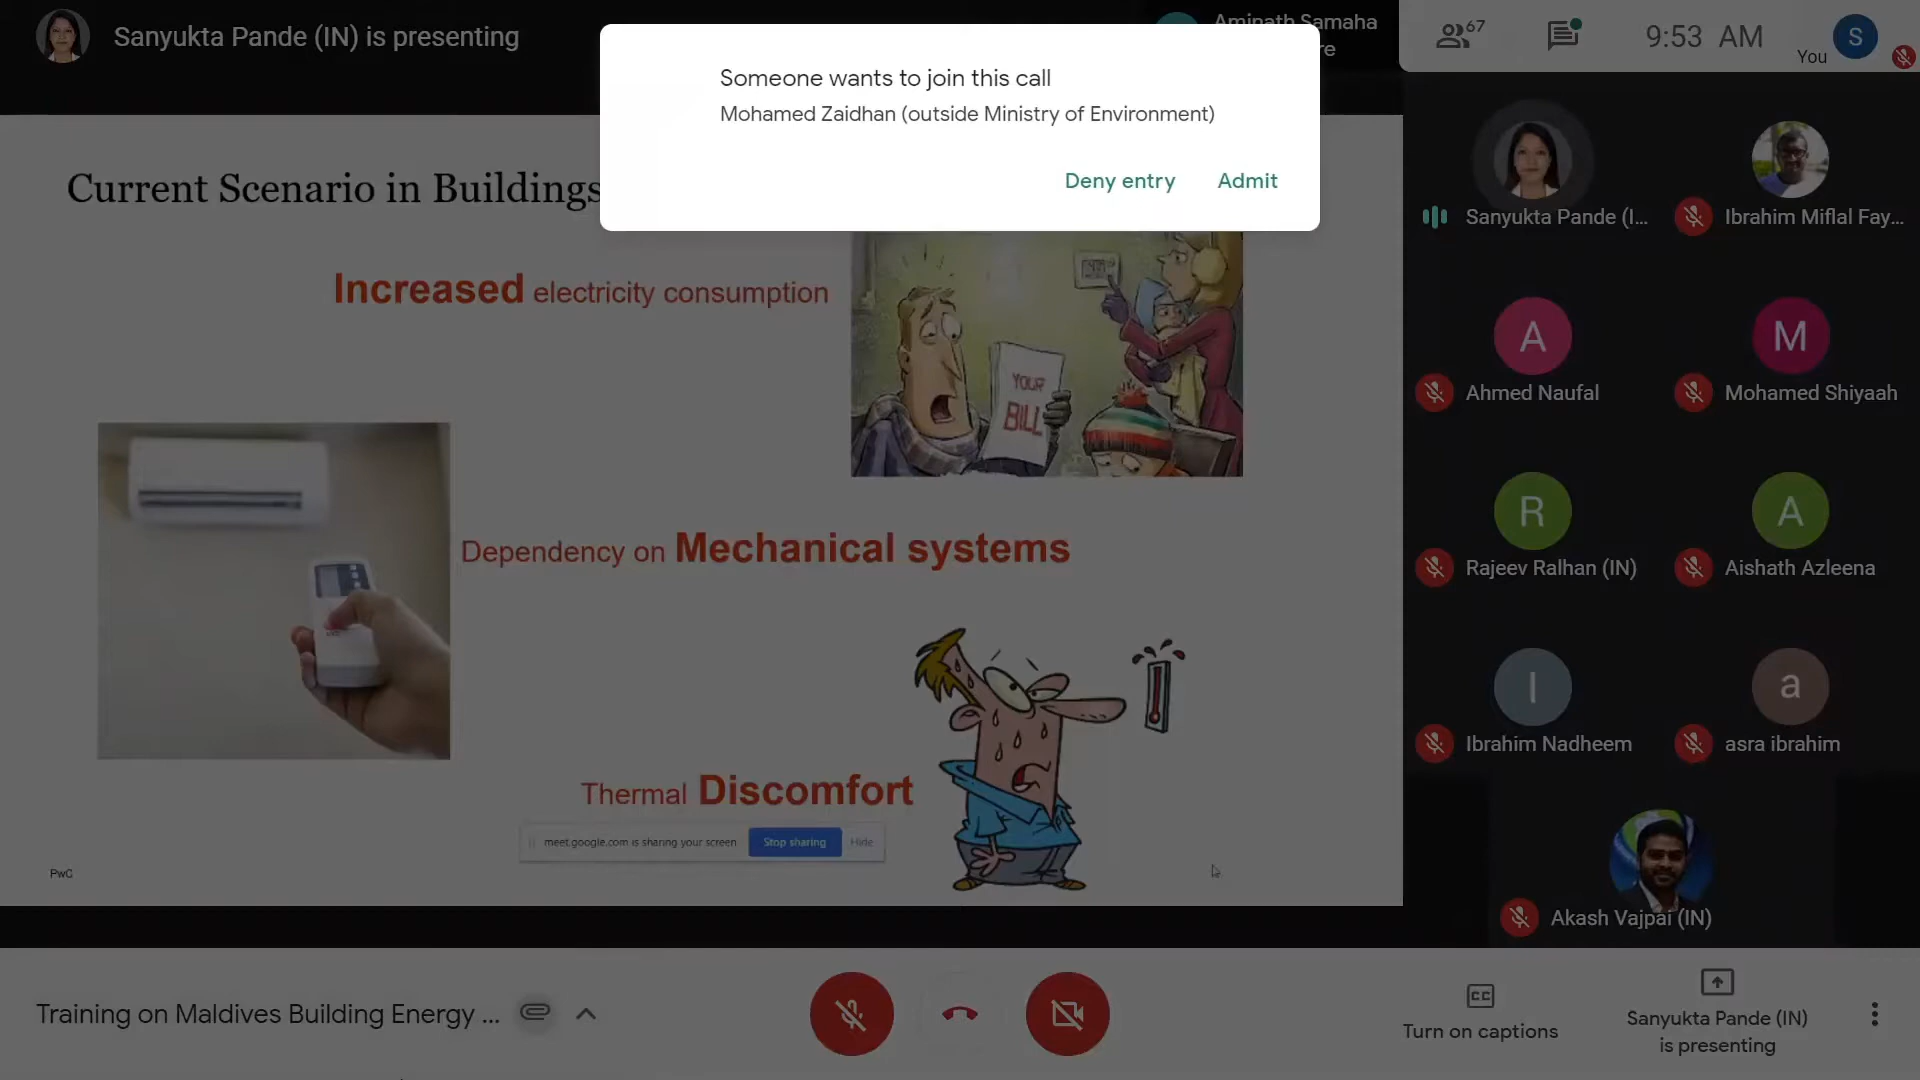 Sanyukta Pande (IN) is presenting
Aminath Samaha
re
67
9:53 AM
You
S
Someone wants to join this call
Mohamed Zaidhan (outside Ministry of Environment)
Deny entry
Admit
Current Scenario in Buildings
Increased electricity consumption
YOUR
BILL
Dependency on Mechanical systems
Thermal Discomfort
meet.google.com is sharing your screen
Stop sharing
Hide
PwC
Sanyukta Pande (I...
Ibrahim Miflal Fay...
A
M
Ahmed Naufal
Mohamed Shiyaah
R
A
Rajeev Ralhan (IN)
Aishath Azleena
I
a
Ibrahim Nadheem
asra ibrahim
Akash Vajpai (IN)
Training on Maldives Building Energy ...
CC
Turn on captions
Sanyukta Pande (IN)
is presenting